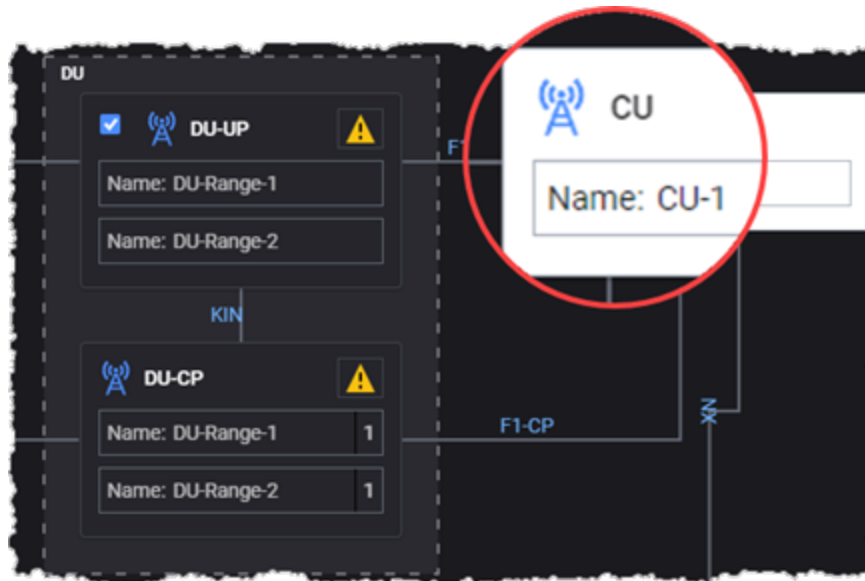 DU
DU-UP
Name: DU-Range-1
Name: DU-Range-2
KIN
DU-CP
Name: DU-Range-1 1
Name: DU-Range-2 1
CU
Name: CU-1
F1-CP
NX